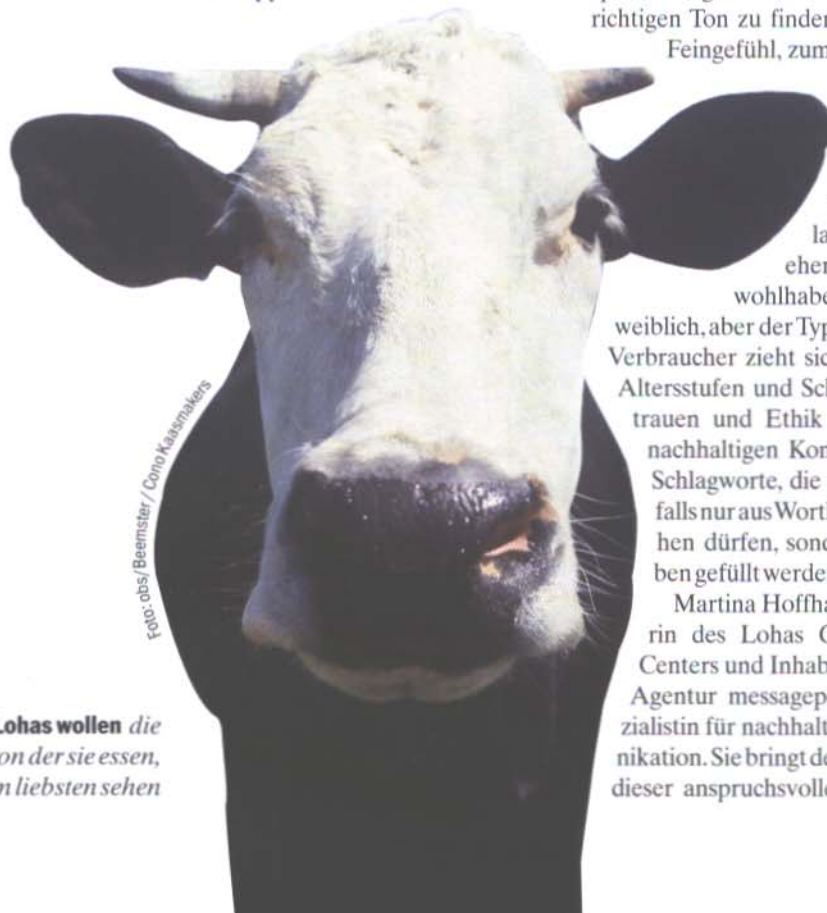 richtigen Ton zu finden
Feingefühl, zum
la
eher
wohlhabe
weiblich, aber der Typ
Verbraucher zieht sic
Altersstufen und Sc
trauen und Ethik
nachhaltigen Kon
Schlagworte, die
falls nur aus Wort
hen dürfen, sond
ben gefüllt werde
Martina Hoffha
rin des Lohas C
Centers und Inhab
Agentur messagep
zialistin für nachhalt
nikation. Sie bringt de
dieser anspruchsvolle
Foto: obs/Beemster/Cono Kaasmakers
Lohas wollen die
on der sie essen,
n liebsten sehen